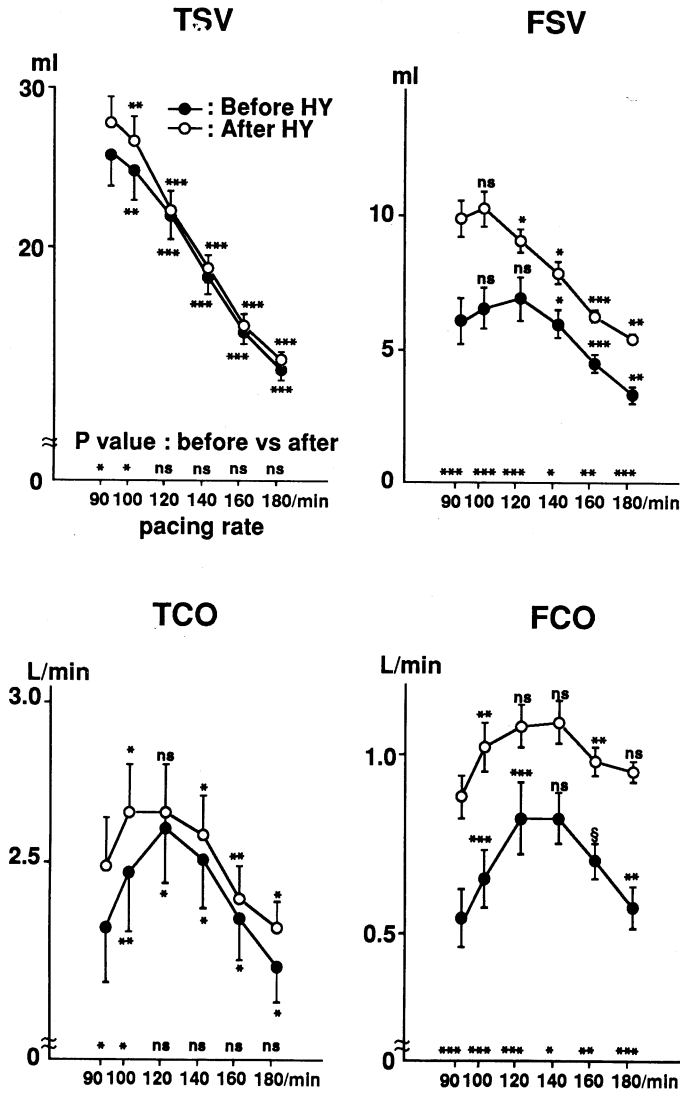 TSV
ml
30
** 
● : Before HY
○ : After HY
***
**
20
***
***
***
***
***
***
***
P value : before vs after
* * ns ns ns ns
0
90 100 120 140 160 180/min
pacing rate
FSV
ml
ns
10
*
*
ns
ns
***
*
**
5
***
**
*** *** *** * ** ***
0
90 100 120 140 160 180/min
TCO
L/min
3.0
*
ns
*
2.5
**
*
*
**
*
*
*
* * ns ns ns ns
0
90 100 120 140 160 180/min
FCO
L/min
**
ns
ns
1.0
**
ns
***
ns
***
§
**
0.5
*** *** *** * ** ***
0
90 100 120 140 160 180/min